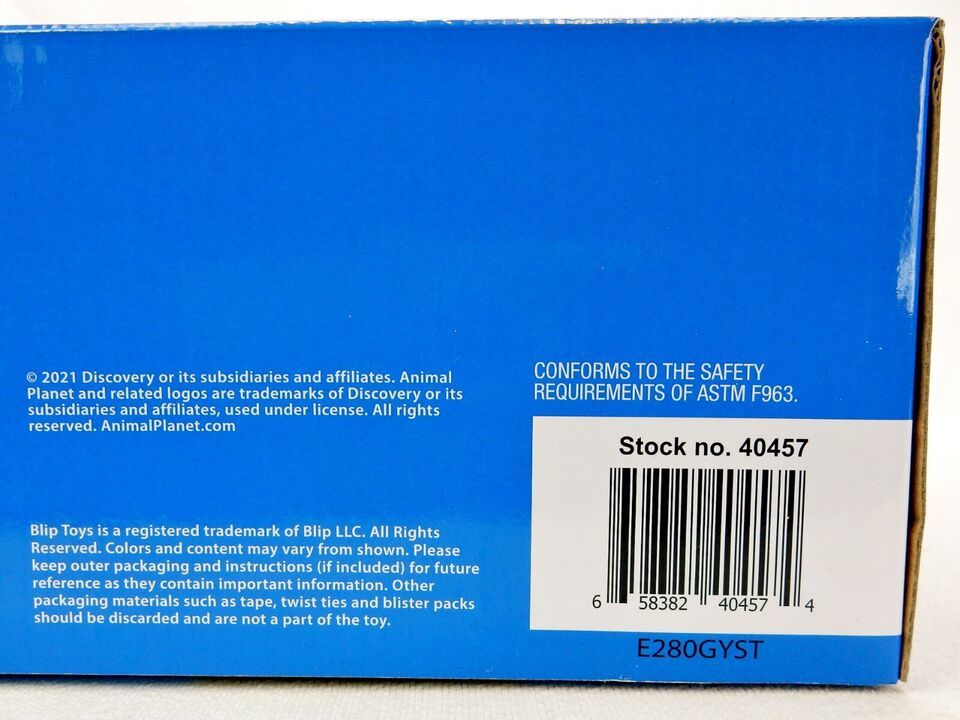 © 2021 Discovery or its subsidiaries and affiliates. Animal
Planet and related logos are trademarks of Discovery or its
subsidiaries and affiliates, used under license. All rights
reserved. AnimalPlanet.com
Blip Toys is a registered trademark of Blip LLC. All Rights
Reserved. Colors and content may vary from shown. Please
keep outer packaging and instructions (if included) for future
reference as they contain important information. Other
packaging materials such as tape, twist ties and blister packs
should be discarded and are not a part of the toy.
CONFORMS TO THE SAFETY
REQUIREMENTS OF ASTM F963.
Stock no. 40457
6 58382 40457 4
E280GYST